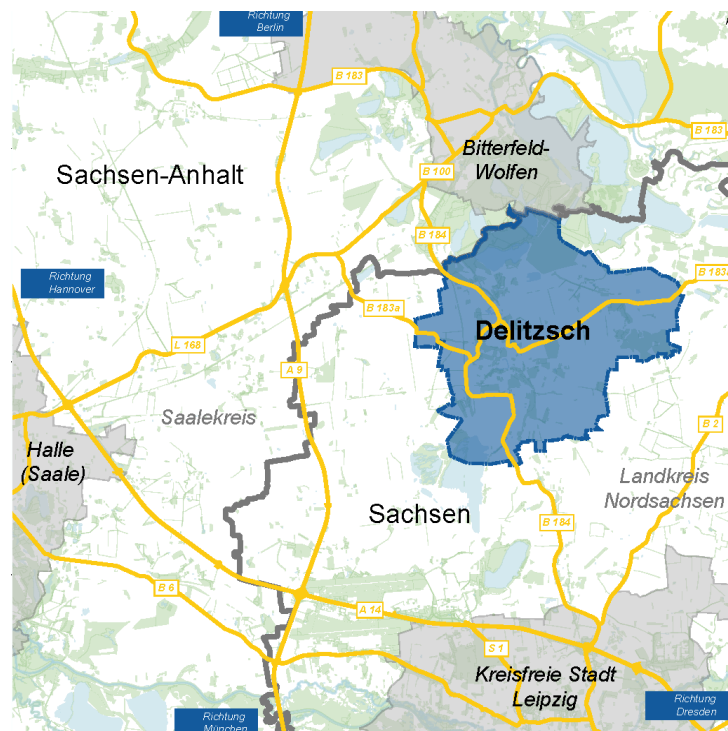 Richtung
Berlin
B 183
B 183
Bitterfeld-
Wolfen
Sachsen-Anhalt
B 100
B 184
Richtung
Hannover
B 183a
B 183a
Delitzsch
L 168
A 9
Saalekreis
B 2
Halle
(Saale)
Landkreis
Nordsachsen
Sachsen
B 184
B 6
A 14
S 1
Kreisfreie Stadt
Leipzig
Richtung
Dresden
Richtung
München